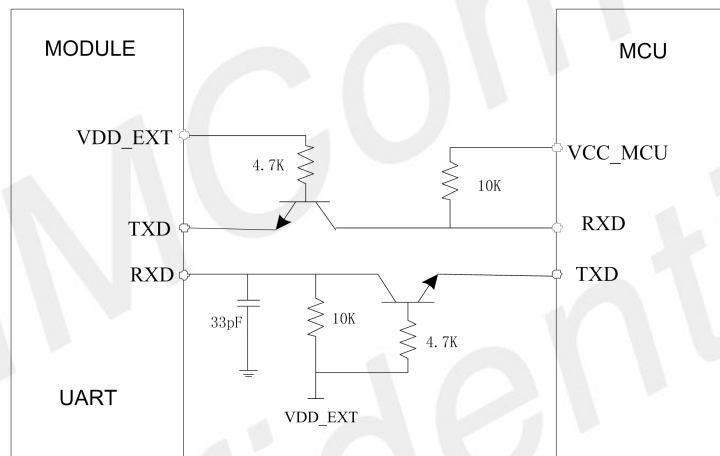 MODULE
MCU
VDD_EXT
4.7K
VCC_MCU
10K
TXD
RXD
RXD
TXD
33pF
10K
4.7K
UART
VDD_EXT